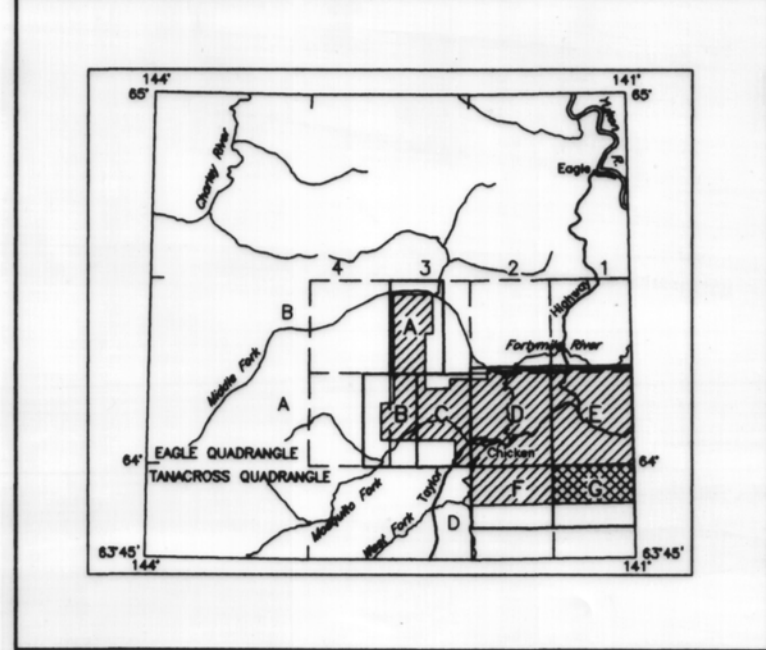 144° 141°
65° 65°
Charley River
Yukon R.
Eagle
4 3 2 1
Highway
B
A
Fortymile River
Middle Fork
A
B C D E
EAGLE QUADRANGLE
Chicken
64° 64°
TANACROSS QUADRANGLE
F G
Mosquito Fork
West Fork Taylor
D
63°45' 63°45'
144° 141°